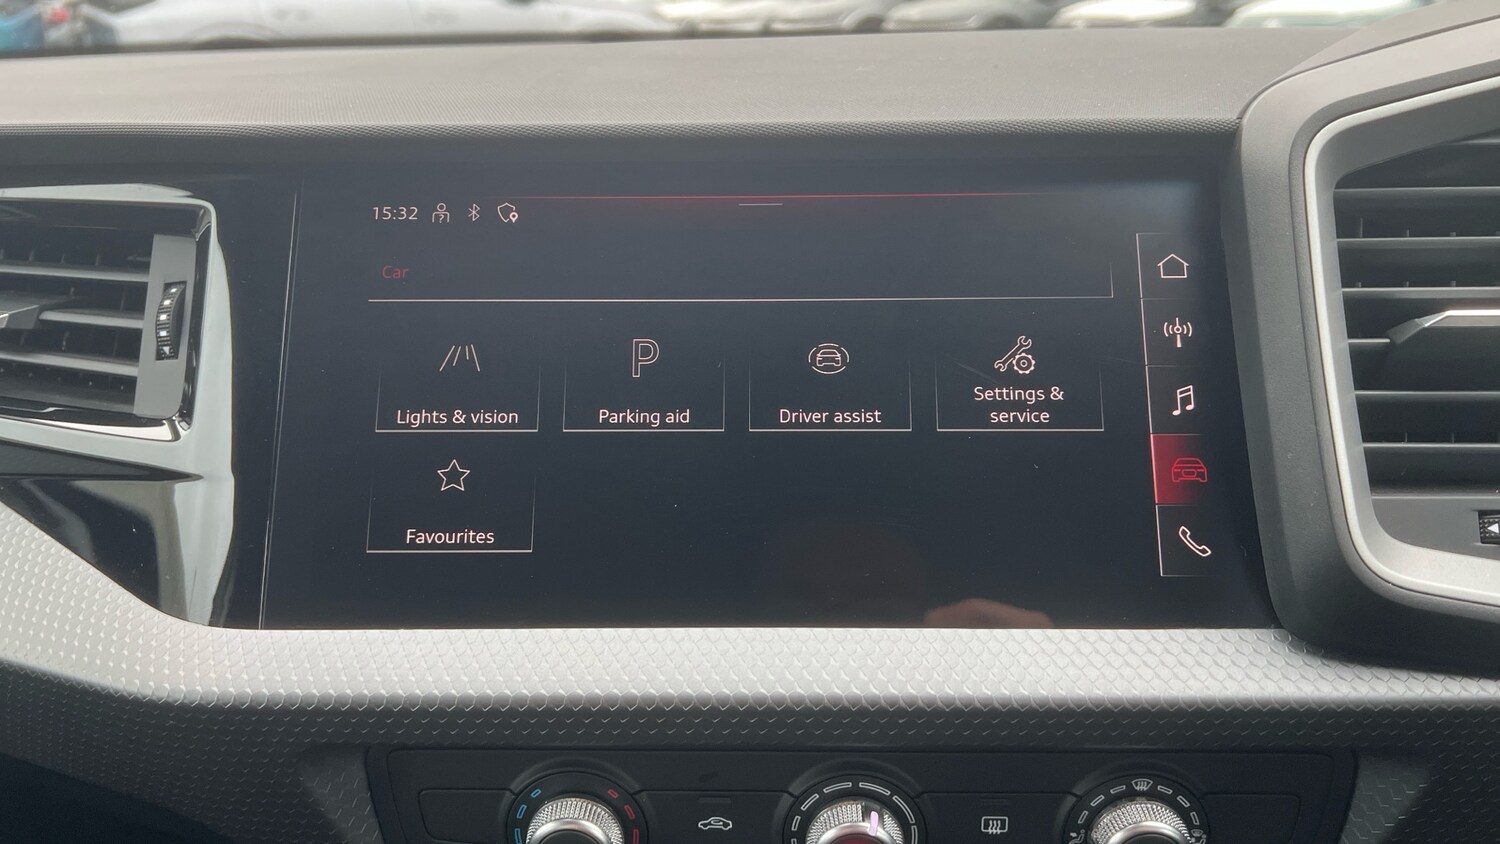 15:32
Car
Lights & vision
P
Parking aid
Driver assist
Settings &
service
Favourites